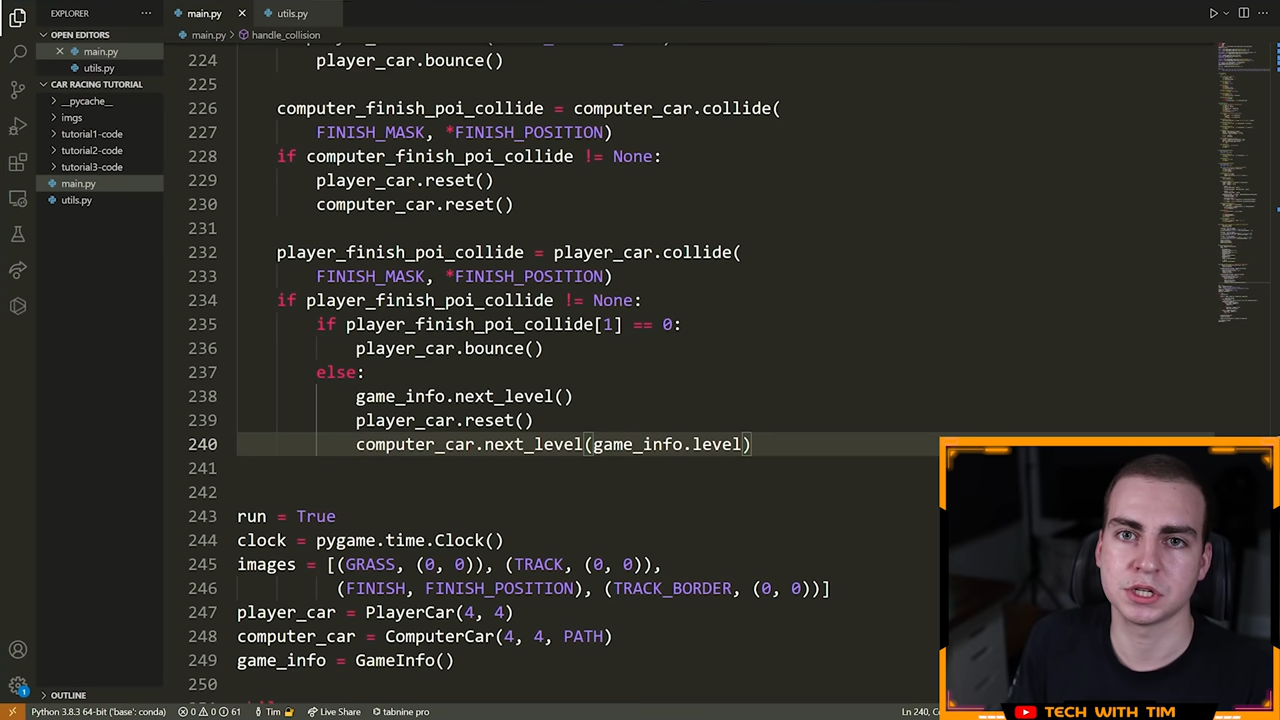 EXPLORER
main.py
utils.py
OPEN EDITORS
main.py
utils.py
CAR RACING TUTORIAL
__pycache__
imgs
tutorial1-code
tutorial2-code
tutorial3-code
main.py
utils.py
OUTLINE
main.py > handle_collision
224 player_car.bounce()
225
226 computer_finish_poi_collide = computer_car.collide(
227 FINISH_MASK, *FINISH_POSITION)
228 if computer_finish_poi_collide != None:
229 player_car.reset()
230 computer_car.reset()
231
232 player_finish_poi_collide = player_car.collide(
233 FINISH_MASK, *FINISH_POSITION)
234 if player_finish_poi_collide != None:
235 if player_finish_poi_collide[1] == 0:
236 player_car.bounce()
237 else:
238 game_info.next_level()
239 player_car.reset()
240 computer_car.next_level(game_info.level)
241
242
243 run = True
244 clock = pygame.time.Clock()
245 images = [(GRASS, (0, 0)), (TRACK, (0, 0)),
246 (FINISH, FINISH_POSITION), (TRACK_BORDER, (0, 0))]
247 player_car = PlayerCar(4, 4)
248 computer_car = ComputerCar(4, 4, PATH)
249 game_info = GameInfo()
250
TECH WITH TIM
1
Python 3.8.3 64-bit ('base': conda) 0 0 61 Tim Live Share tabnine pro